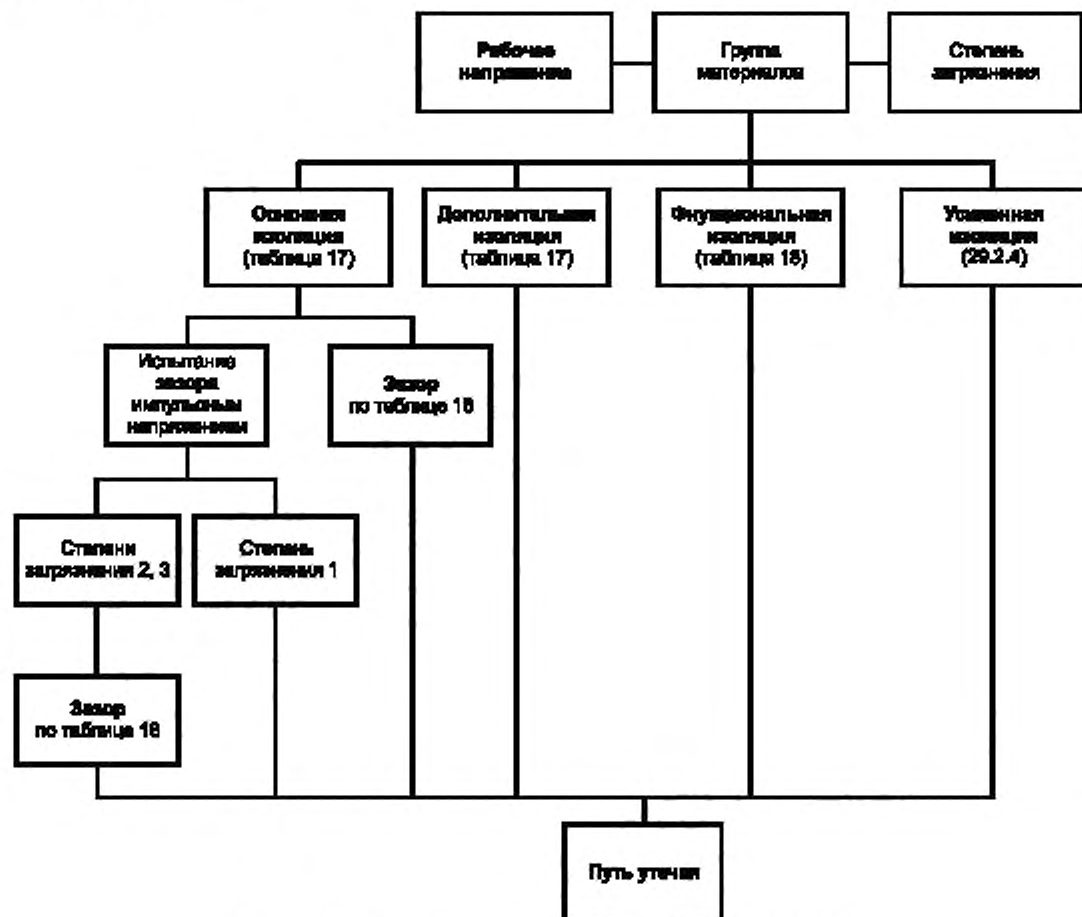 Рабочее
напряжение
Группа
материалов
Степень
загрязнения
Основная
изоляция
(таблица 17)
Дополнительная
изоляция
(таблица 17)
Функциональная
изоляция
(таблица 18)
Усиленная
изоляция
(29.2.4)
Испытание
зазора
импульсным
напряжением
Зазор
по таблице 16
Степени
загрязнения 2, 3
Степень
загрязнения 1
Зазор
по таблице 16
Путь утечки